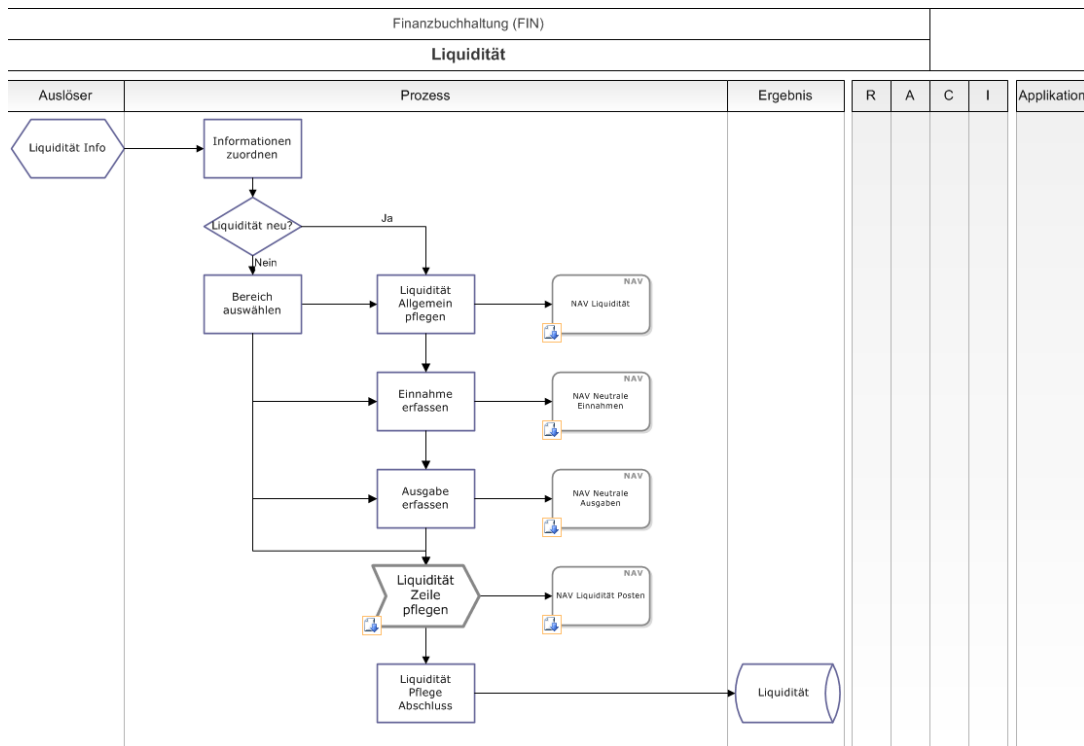 Finanzbuchhaltung (FIN)
Liquidität
Auslöser
Prozess
Ergebnis
R
A
C
I
Applikation
Liquidität Info
Informationen
zuordnen
Liquidität neu?
Ja
Nein
Bereich
auswählen
Liquidität
Allgemein
pflegen
NAV
NAV Liquidität
Einnahme
erfassen
NAV
NAV Neutrale
Einnahmen
Ausgabe
erfassen
NAV
NAV Neutrale
Ausgaben
Liquidität
Zeile
pflegen
NAV
NAV Liquidität Posten
Liquidität
Pflege
Abschluss
Liquidität